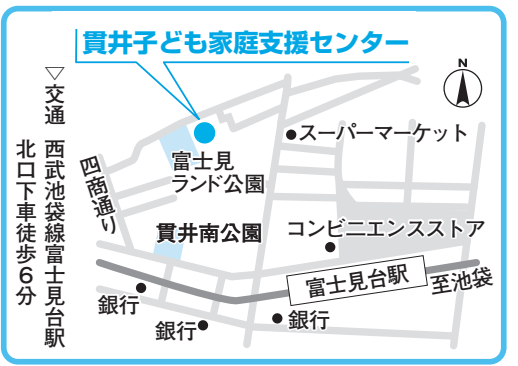 貫井子ども家庭支援センター
▽交通 西武池袋線富士見台駅
北口下車徒歩6分
N
スーパーマーケット
富士見
ランド公園
四商通り
貫井南公園
コンビニエンスストア
富士見台駅
至池袋
銀行
銀行
銀行